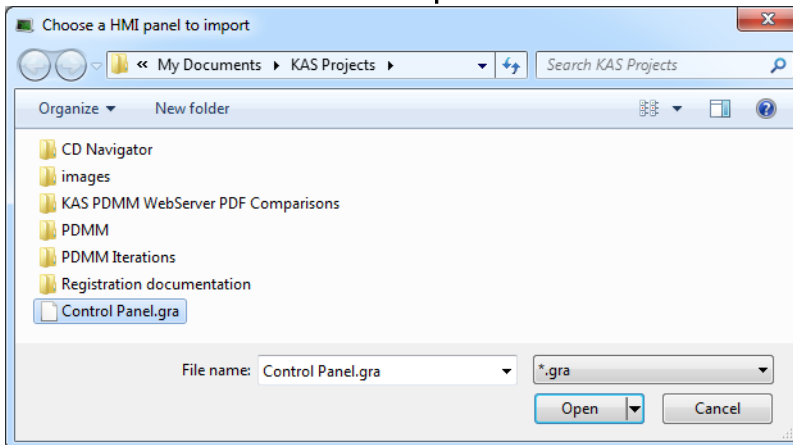 Choose a HMI panel to import
« My Documents ▸ KAS Projects ▸ Search KAS Projects
Organize New folder
CD Navigator
images
KAS PDMM WebServer PDF Comparisons
PDMM
PDMM Iterations
Registration documentation
Control Panel.gra
File name: Control Panel.gra *.gra
Open Cancel